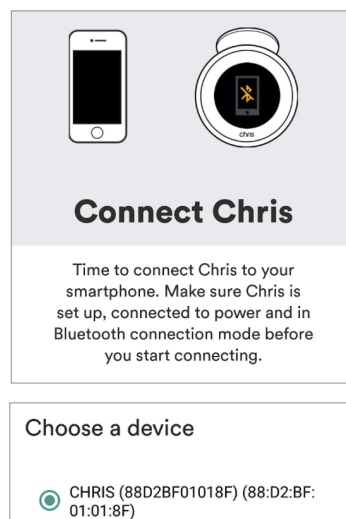 chris
Connect Chris
Time to connect Chris to your
smartphone. Make sure Chris is
set up, connected to power and in
Bluetooth connection mode before
you start connecting.
Choose a device
CHRIS (88D2BF01018F) (88:D2:BF:
01:01:8F)